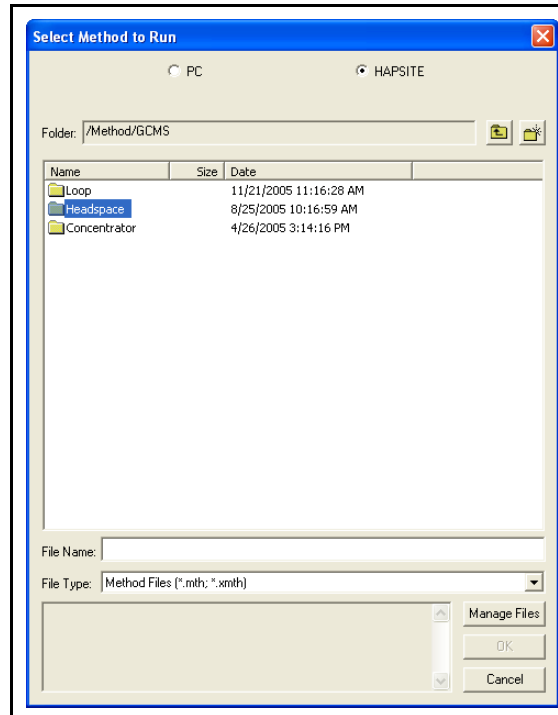 Select Method to Run
PC HAPSITE
Folder: /Method/GCMS
Name Size Date
Loop 11/21/2005 11:16:28 AM
Headspace 8/25/2005 10:16:59 AM
Concentrator 4/26/2005 3:14:16 PM
File Name:
File Type: Method Files (*.mth; *.xmth)
Manage Files
OK
Cancel